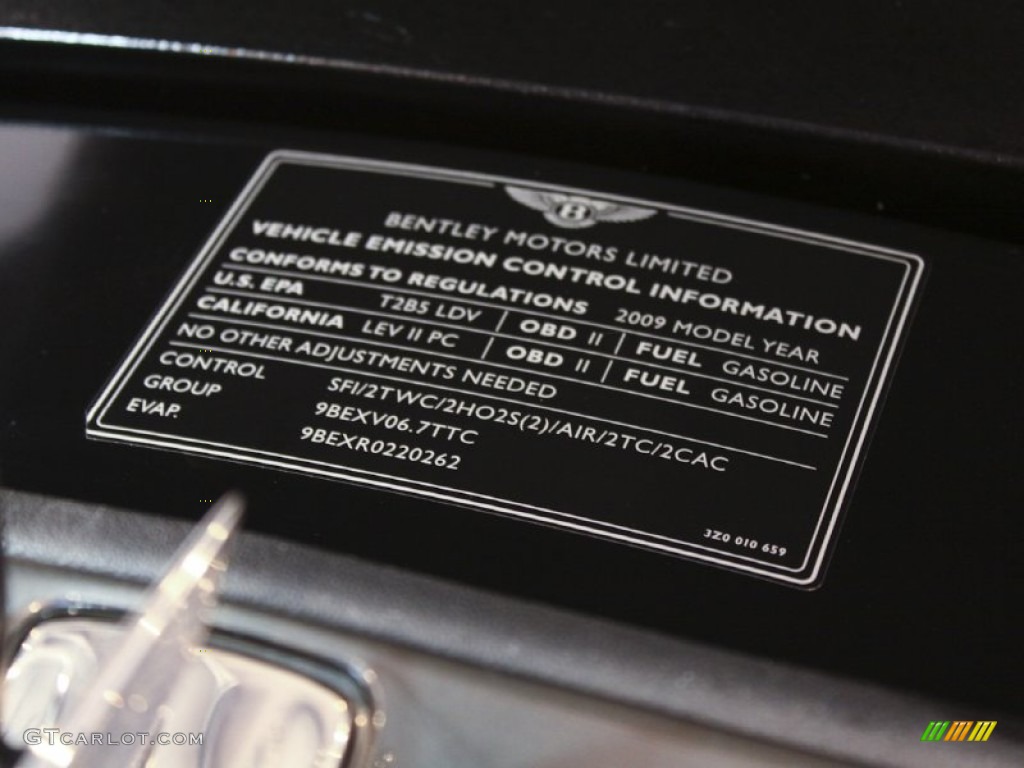 B
BENTLEY MOTORS LIMITED
VEHICLE EMISSION CONTROL INFORMATION
CONFORMS TO REGULATIONS 2009 MODEL YEAR
U.S. EPA T2B5 LDV OBD II FUEL GASOLINE
CALIFORNIA LEV II PC OBD II FUEL GASOLINE
NO OTHER ADJUSTMENTS NEEDED
CONTROL SFI/2TWC/2HO2S(2)/AIR/2TC/2CAC
GROUP 9BEXV06.7TTC
EVAP. 9BEXR0220262
3Z0 010 659
GTcarlot.com